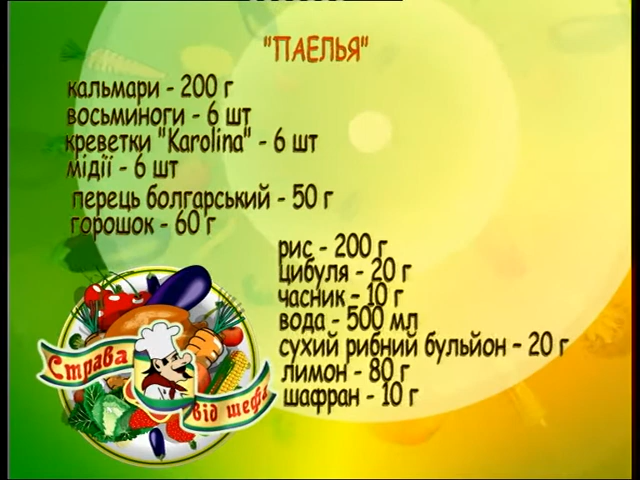 "ПАЕЛЬЯ"
кальмари - 200 г
восьминоги - 6 шт
креветки "Karolina" - 6 шт
мідії - 6 шт
перець болгарський - 50 г
горошок - 60 г
рис - 200 г
цибуля - 20 г
часник - 10 г
вода - 500 мл
сухий рибний бульйон - 20 г
лимон - 80 г
шафран - 10 г
Страва
від шефа